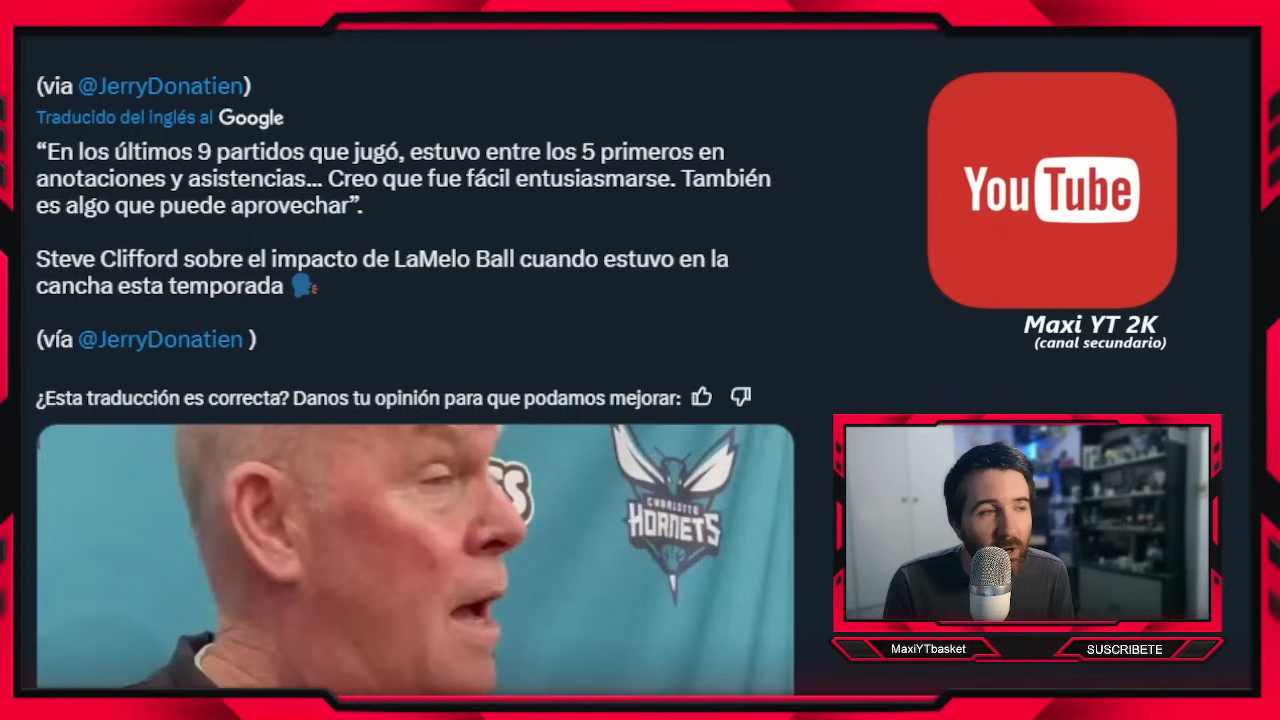 (via @JerryDonatien)
Traducido del inglés al Google
“En los últimos 9 partidos que jugó, estuvo entre los 5 primeros en
anotaciones y asistencias... Creo que fue fácil entusiasmarse. También
es algo que puede aprovechar”.
Steve Clifford sobre el impacto de LaMelo Ball cuando estuvo en la
cancha esta temporada
(vía @JerryDonatien )
¿Esta traducción es correcta? Danos tu opinión para que podamos mejorar:
CHARLOTTE
HORNETS
YouTube
Maxi YT 2K
(canal secundario)
MaxiYTbasket
SUSCRIBETE